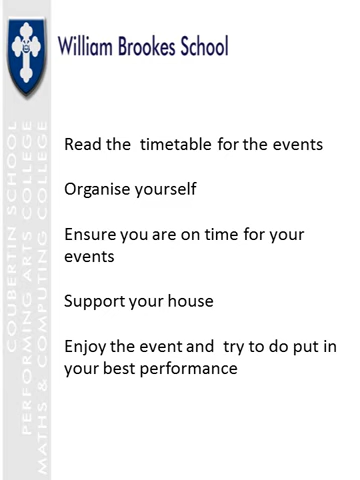 William Brookes School
COUBERTIN SCHOOL
PERFORMING ARTS COLLEGE
MATHS & COMPUTING COLLEGE
Read the  timetable for the events
Organise yourself
Ensure you are on time for your
events
Support your house
Enjoy the event and  try to do put in
your best performance